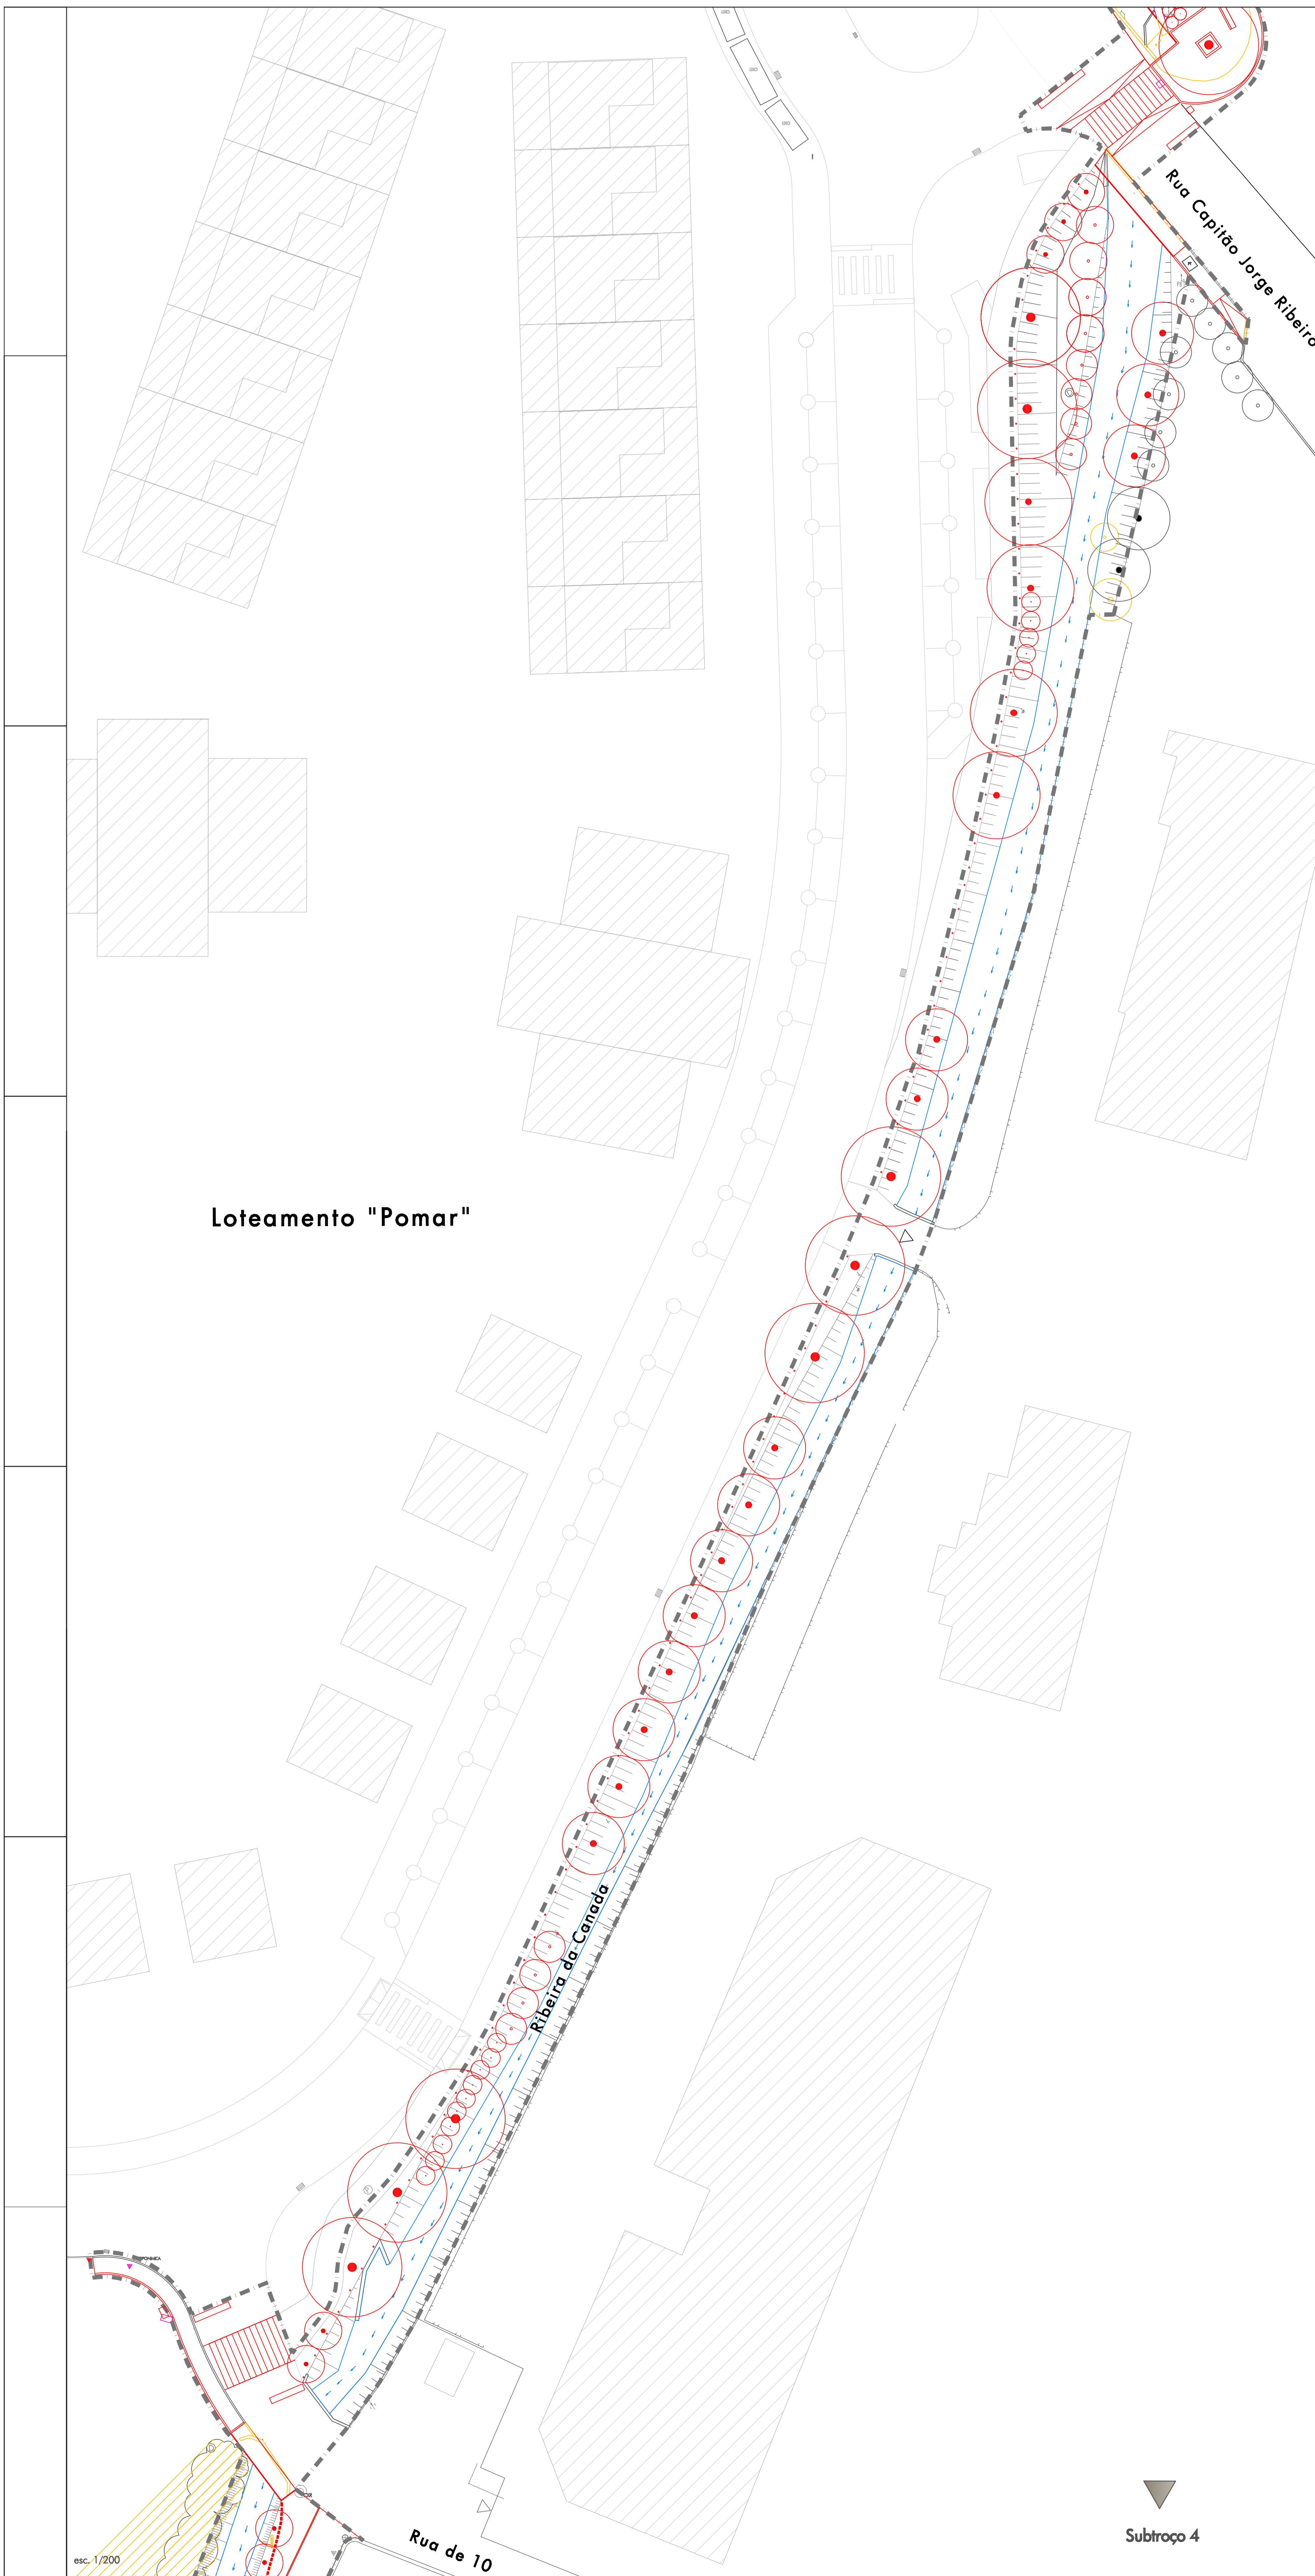 Rua Capitão Jorge Ribeiro
Loteamento "Pomar"
Ribeira da Canada
Rua de 10
Subtroço 4
esc. 1/200